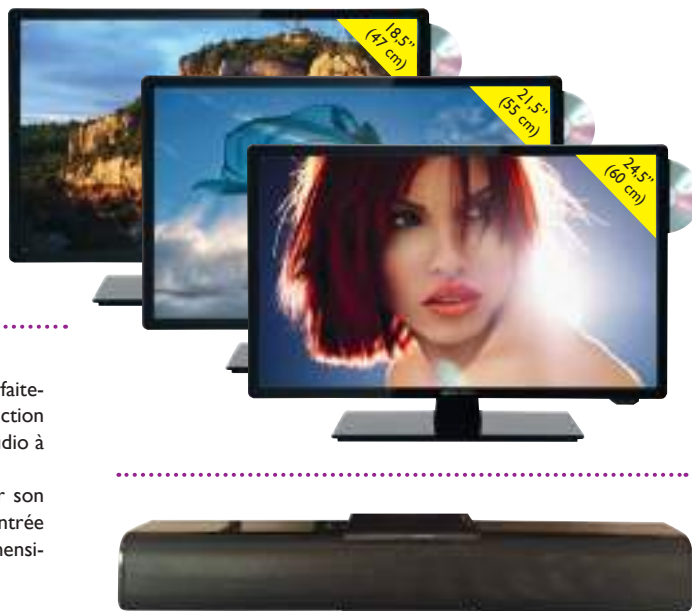 18,5"
(47 cm)
21,5"
(55 cm)
24,5"
(60 cm)
faite-
ction
dio à
r son
ntrée
nensi-